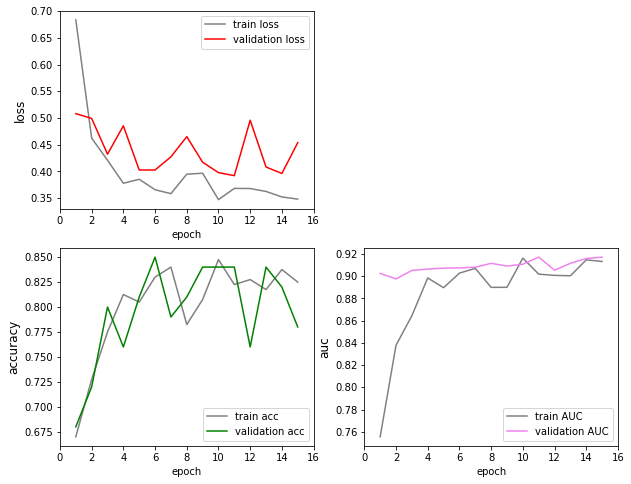 0.70
0.65
0.60
0.55
0.50
0.45
0.40
0.35
loss
train loss
validation loss
0 2 4 6 8 10 12 14 16
epoch
0.850
0.825
0.800
0.775
0.750
0.725
0.700
0.675
accuracy
train acc
validation acc
0 2 4 6 8 10 12 14 16
epoch
0.92
0.90
0.88
0.86
0.84
0.82
0.80
0.78
0.76
auc
train AUC
validation AUC
0 2 4 6 8 10 12 14 16
epoch